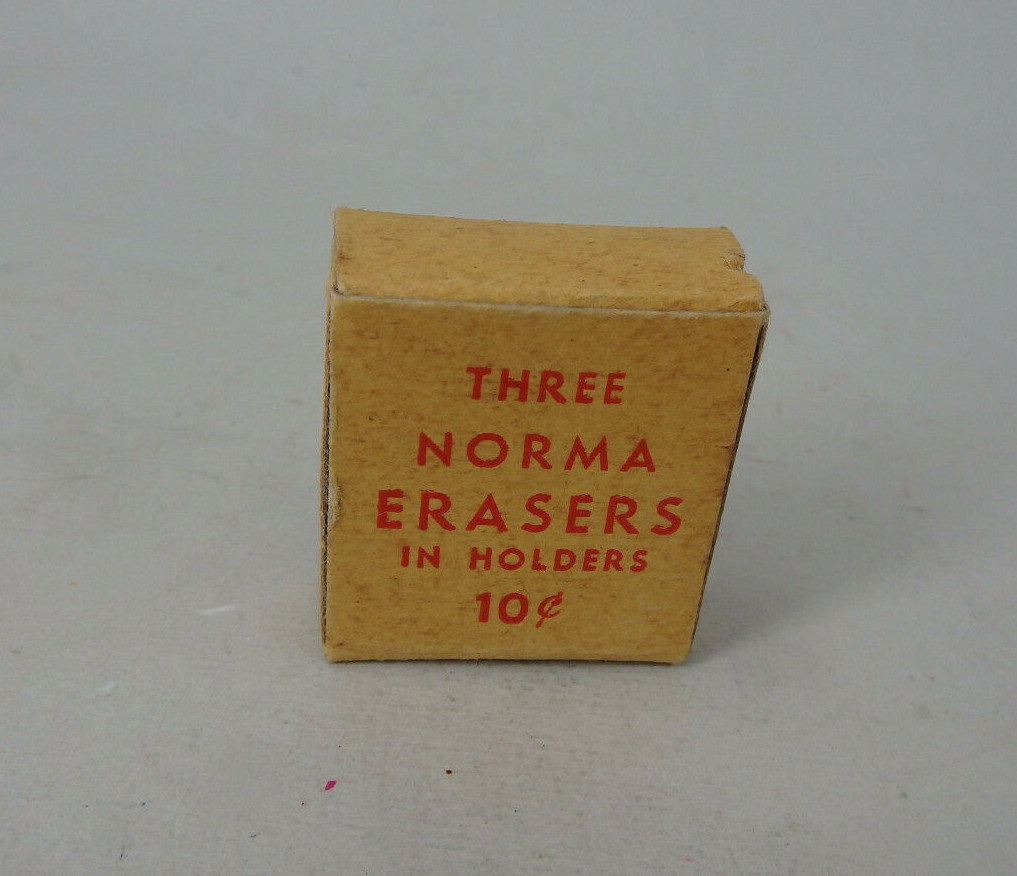 THREE
NORMA
ERASERS
IN HOLDERS
10¢